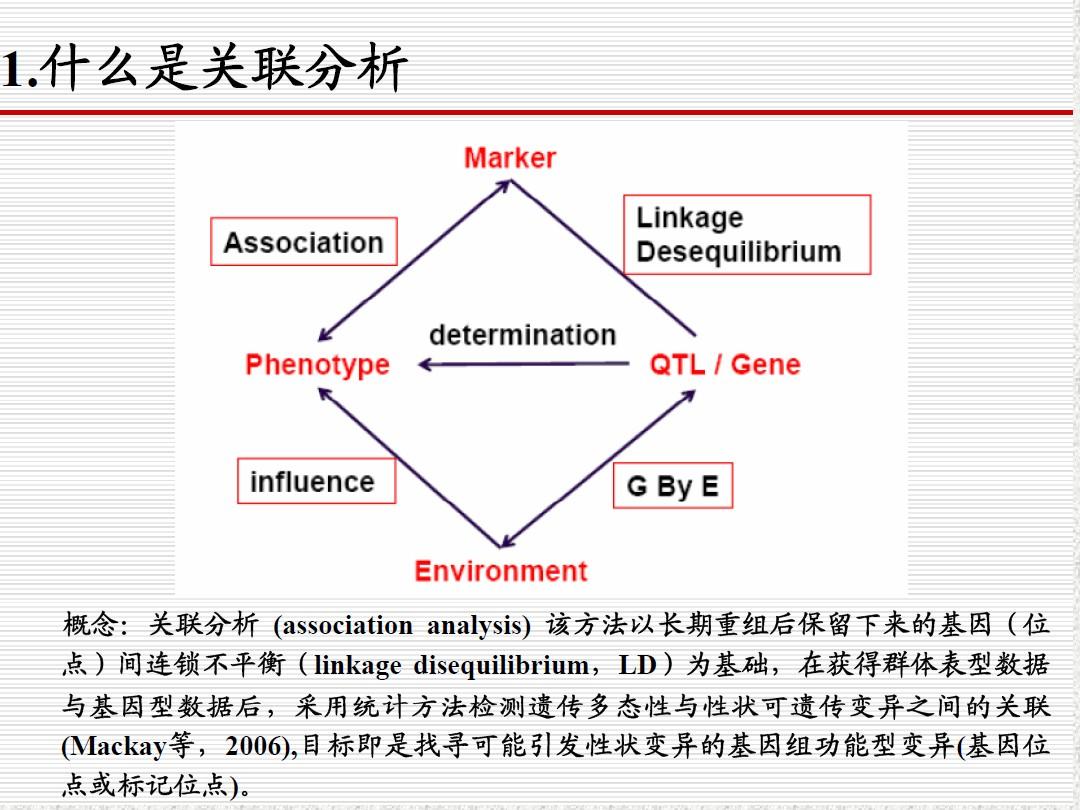 1.什么是关联分析
Marker
Association
Linkage
Desequilibrium
determination
Phenotype
QTL / Gene
influence
G By E
Environment
概念：关联分析 (association analysis) 该方法以长期重组后保留下来的基因（位
点）间连锁不平衡（linkage disequilibrium，LD）为基础，在获得群体表型数据
与基因型数据后，采用统计方法检测遗传多态性与性状可遗传变异之间的关联
(Mackay等，2006),目标即是找寻可能引发性状变异的基因组功能型变异(基因位
点或标记位点)。